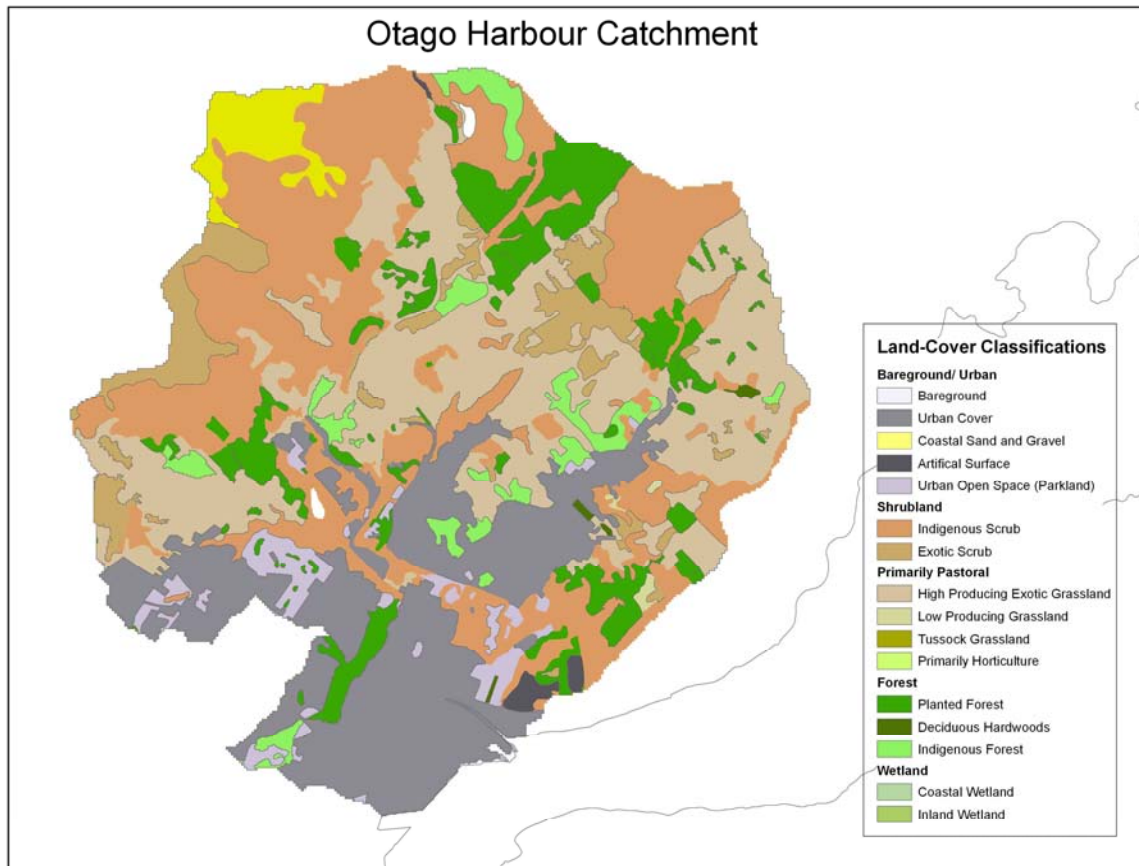 Otago Harbour Catchment
Land-Cover Classifications
Bareground/ Urban
Bareground
Urban Cover
Coastal Sand and Gravel
Artifical Surface
Urban Open Space (Parkland)
Shrubland
Indigenous Scrub
Exotic Scrub
Primarily Pastoral
High Producing Exotic Grassland
Low Producing Grassland
Tussock Grassland
Primarily Horticulture
Forest
Planted Forest
Deciduous Hardwoods
Indigenous Forest
Wetland
Coastal Wetland
Inland Wetland